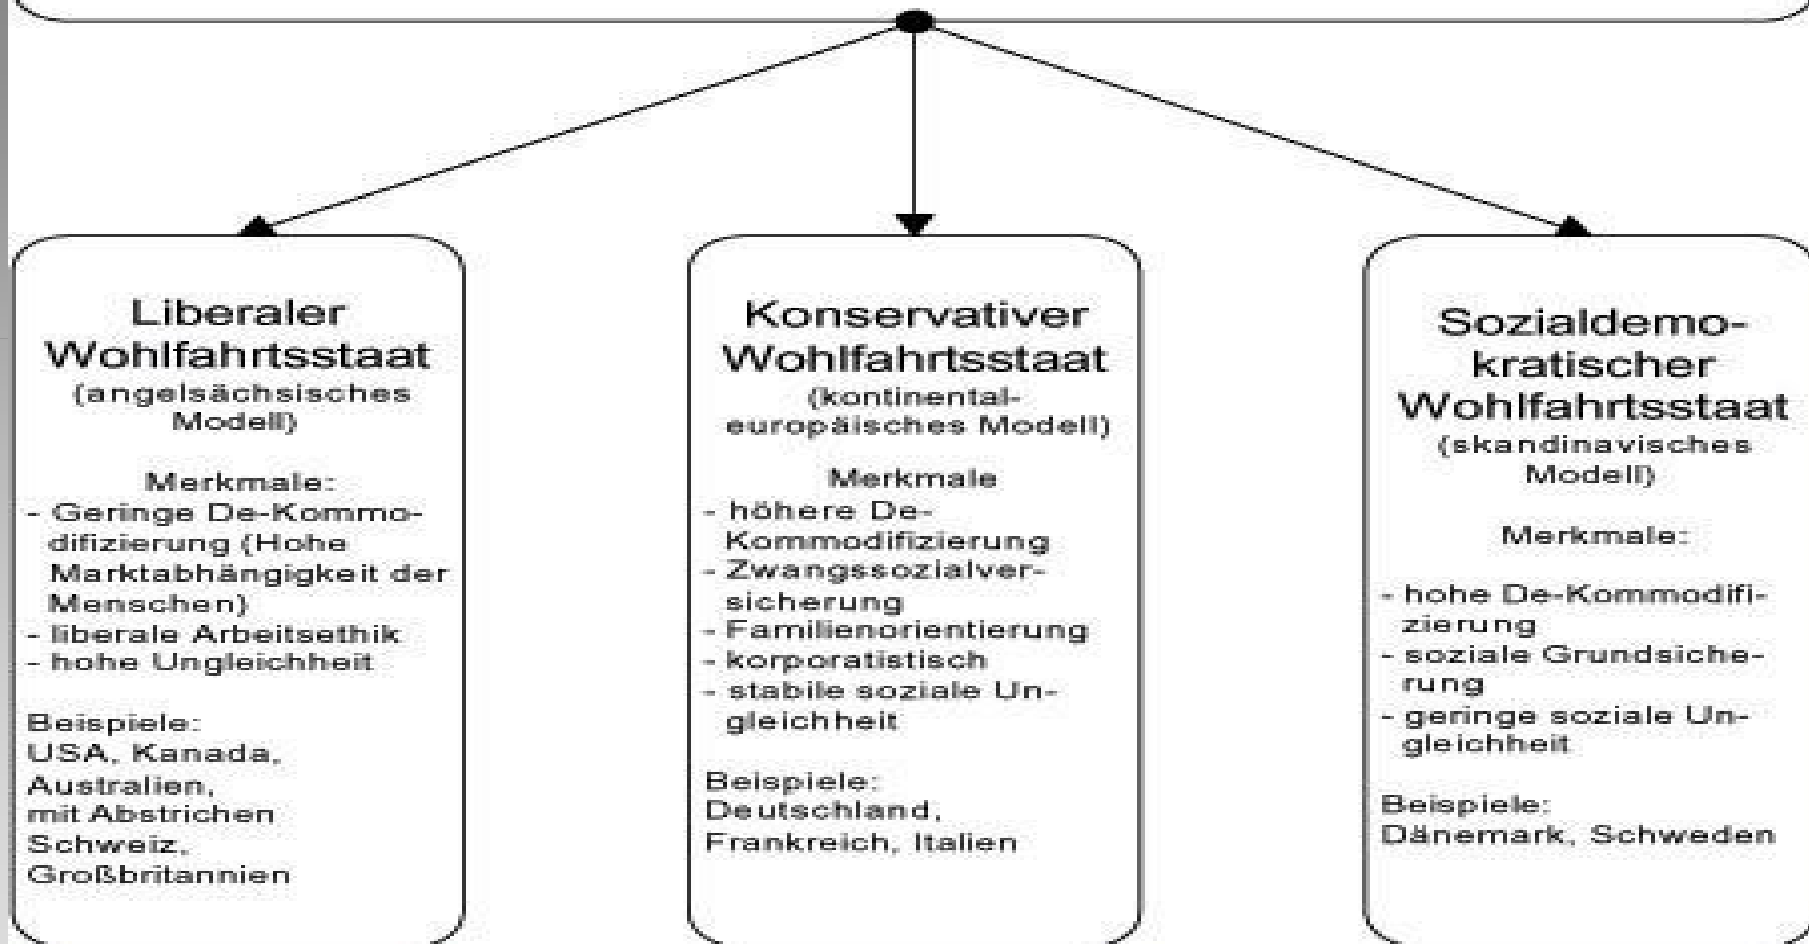 Liberaler
Wohlfahrtsstaat
(angelsächsisches
Modell)
Merkmale:
- Geringe De-Kommo-
difizierung (Hohe
Marktabhängigkeit der
Menschen)
- liberale Arbeitsethik
- hohe Ungleichheit
Beispiele:
USA, Kanada,
Australien,
mit Abstrichen
Schweiz,
Großbritannien
Konservativer
Wohlfahrtsstaat
(kontinental-
europäisches Modell)
Merkmale
- höhere De-
Kommodifizierung
- Zwangssozialver-
sicherung
- Familienorientierung
- korporatistisch
- stabile soziale Un-
gleichheit
Beispiele:
Deutschland,
Frankreich, Italien
Sozialdemo-
kratischer
Wohlfahrtsstaat
(skandinavisches
Modell)
Merkmale:
- hohe De-Kommodifi-
zierung
- soziale Grundsiche-
rung
- geringe soziale Un-
gleichheit
Beispiele:
Dänemark, Schweden